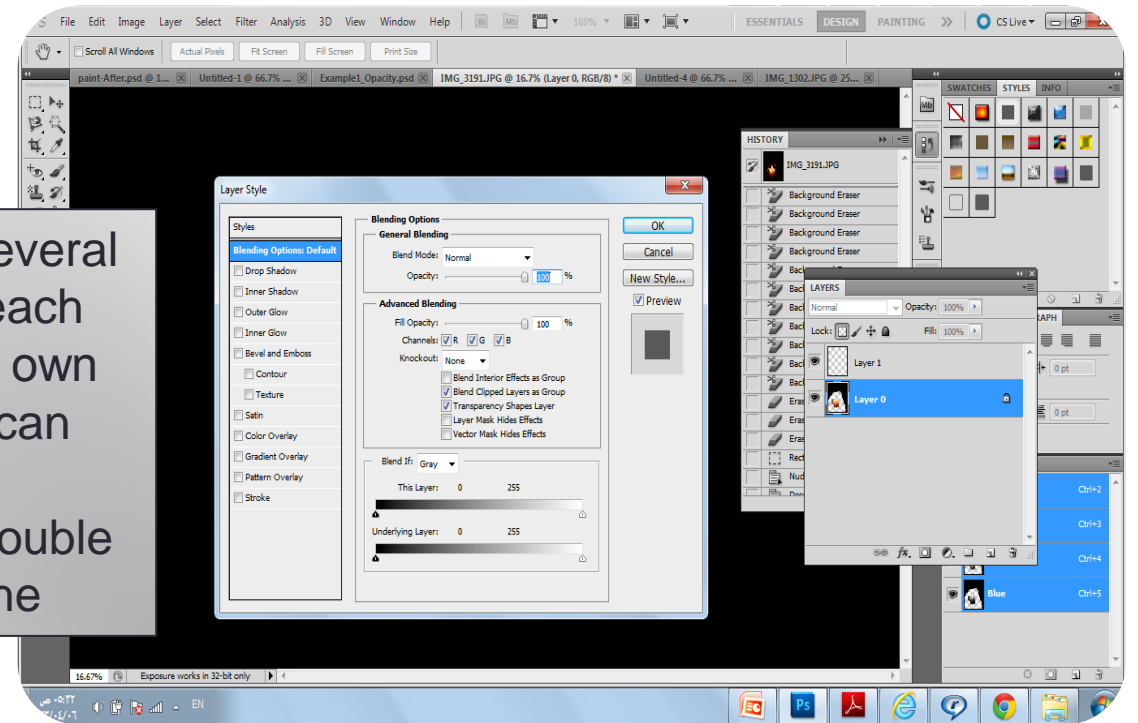 File Edit Image Layer Select Filter Analysis 3D View Window Help Br Mb 100% ESSENTIALS DESIGN PAINTING CS Live
Scroll All Windows Actual Pixels Fit Screen Fill Screen Print Size
paint-After.psd @ 1... Untitled-1 @ 66.7% ... Example1_Opacity.psd IMG_3191.JPG @ 16.7% (Layer 0, RGB/8) * Untitled-4 @ 66.7% ... IMG_1302.JPG @ 25...
SWATCHES STYLES INFO
Mb
HISTORY
IMG_3191.JPG
Background Eraser
Background Eraser
Background Eraser
Background Eraser
Layer Style
Styles
Blending Options: Default
Drop Shadow
Inner Shadow
Outer Glow
Inner Glow
Bevel and Emboss
Contour
Texture
Satin
Color Overlay
Gradient Overlay
Pattern Overlay
Stroke
Blending Options
General Blending
Blend Mode: Normal
Opacity: 100 %
Advanced Blending
Fill Opacity: 100 %
Channels: R G B
Knockout: None
Blend Interior Effects as Group
Blend Clipped Layers as Group
Transparency Shapes Layer
Layer Mask Hides Effects
Vector Mask Hides Effects
Blend If: Gray
This Layer: 0 255
Underlying Layer: 0 255
OK
Cancel
New Style...
Preview
LAYERS
Normal Opacity: 100%
Lock: Fill: 100%
Layer 1
Layer 0
0 pt
0 pt
Ctrl+2
Ctrl+3
Ctrl+4
Blue Ctrl+5
each
own
can
16.67% Exposure works in 32-bit only
EN
Ps